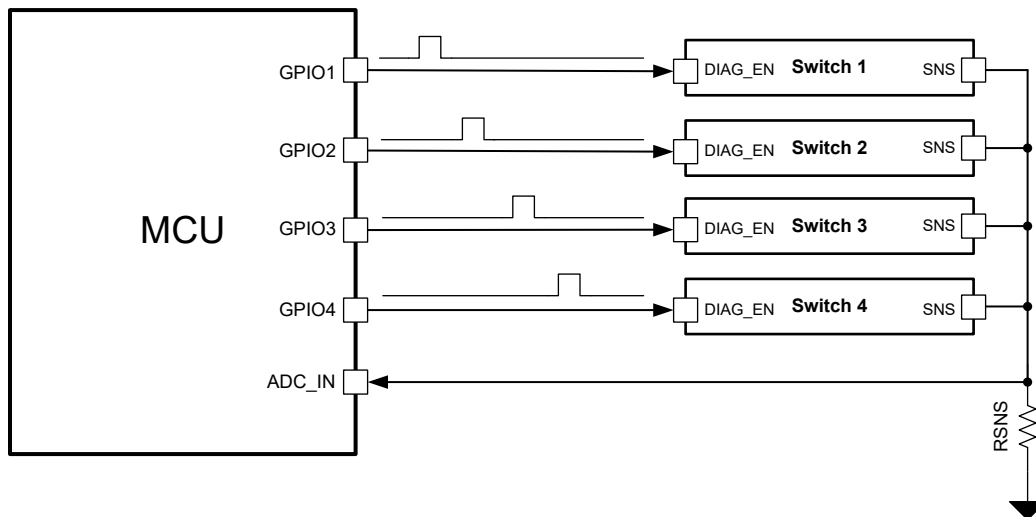 GPIO1
DIAG_EN Switch 1 SNS
GPIO2
DIAG_EN Switch 2 SNS
MCU
GPIO3
DIAG_EN Switch 3 SNS
GPIO4
DIAG_EN Switch 4 SNS
ADC_IN
RSNS